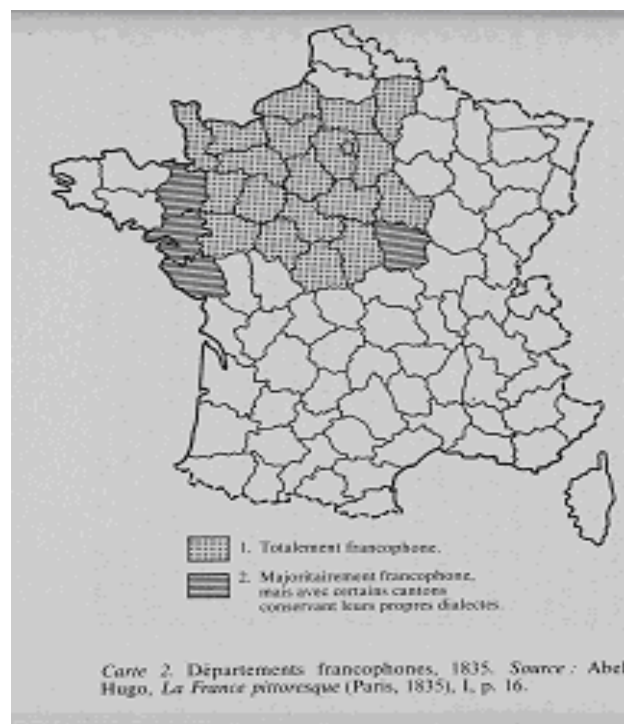 1. Totalement francophone.
2. Majoritairement francophone,
mais avec certains cantons
conservant leurs propres dialectes.
Carte 2. Départements francophones, 1835. Source : Abel
Hugo, La France pittoresque (Paris, 1835), I, p. 16.